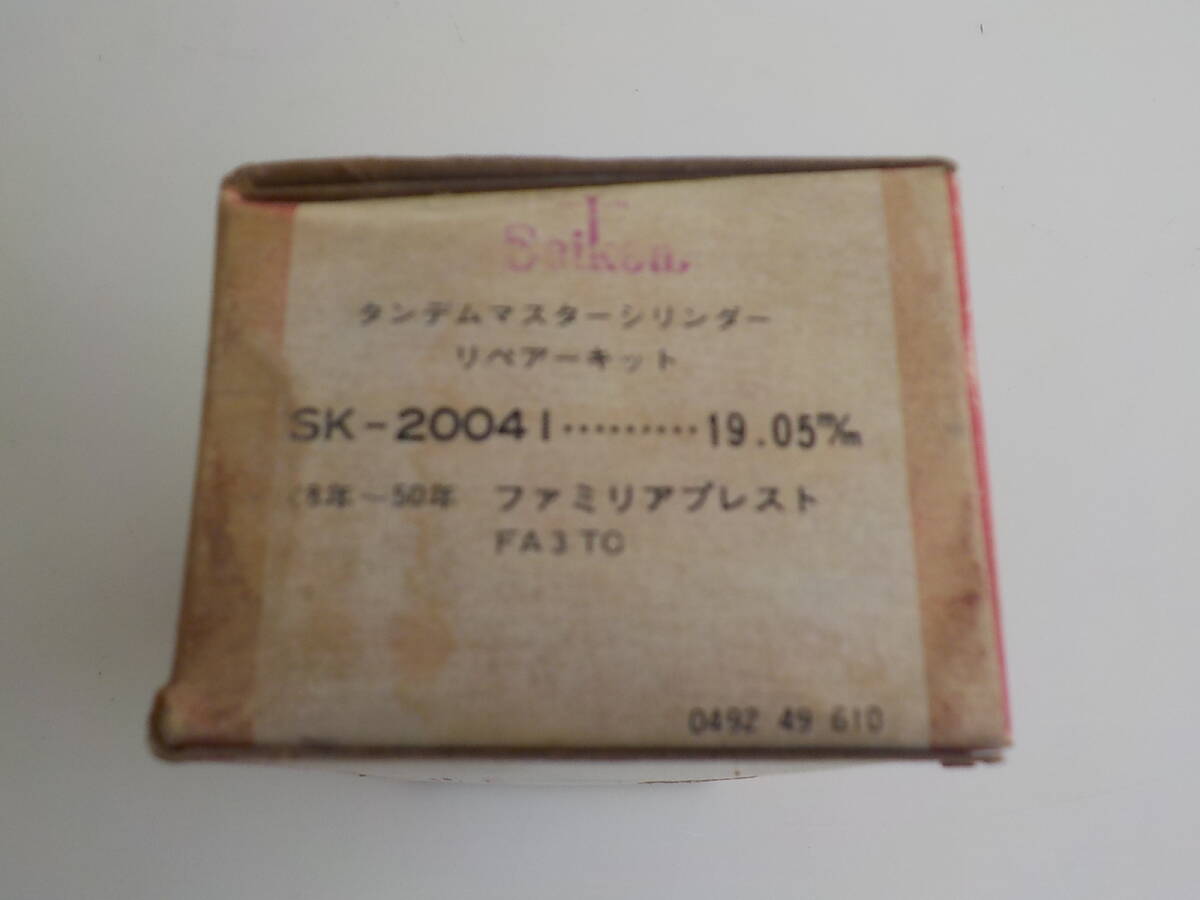 Seiken
タンデムマスターシリンダー
リペアーキット
SK-20041·········19.05㎜
8年~50年 ファミリアプレスト
FA3TC
0492 49 610